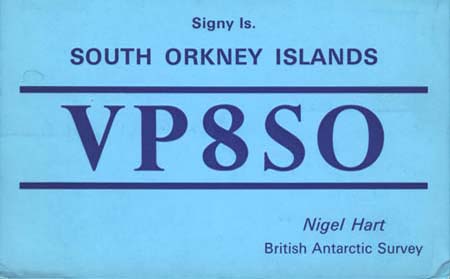 Signy Is.
SOUTH ORKNEY ISLANDS
VP8SO
Nigel Hart
British Antarctic Survey